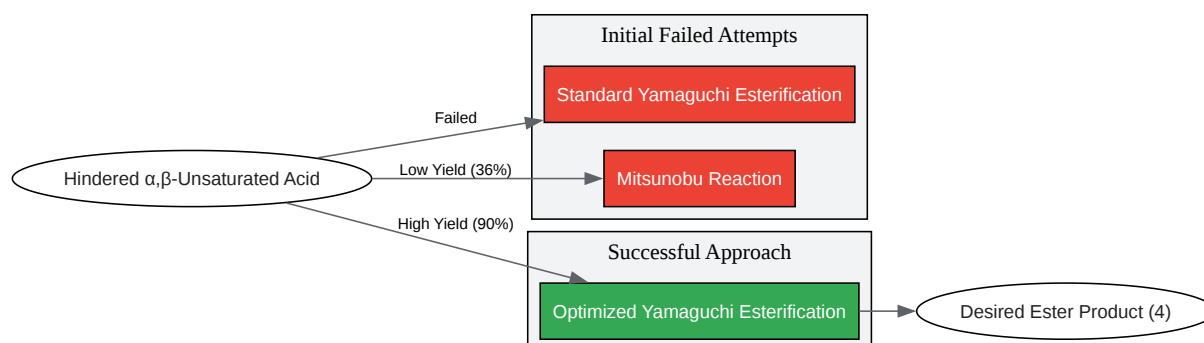 Initial Failed Attempts
Standard Yamaguchi Esterification
Failed
Hindered α,β-Unsaturated Acid
Low Yield (36%)
Mitsunobu Reaction
High Yield (90%)
Successful Approach
Optimized Yamaguchi Esterification
Desired Ester Product (4)